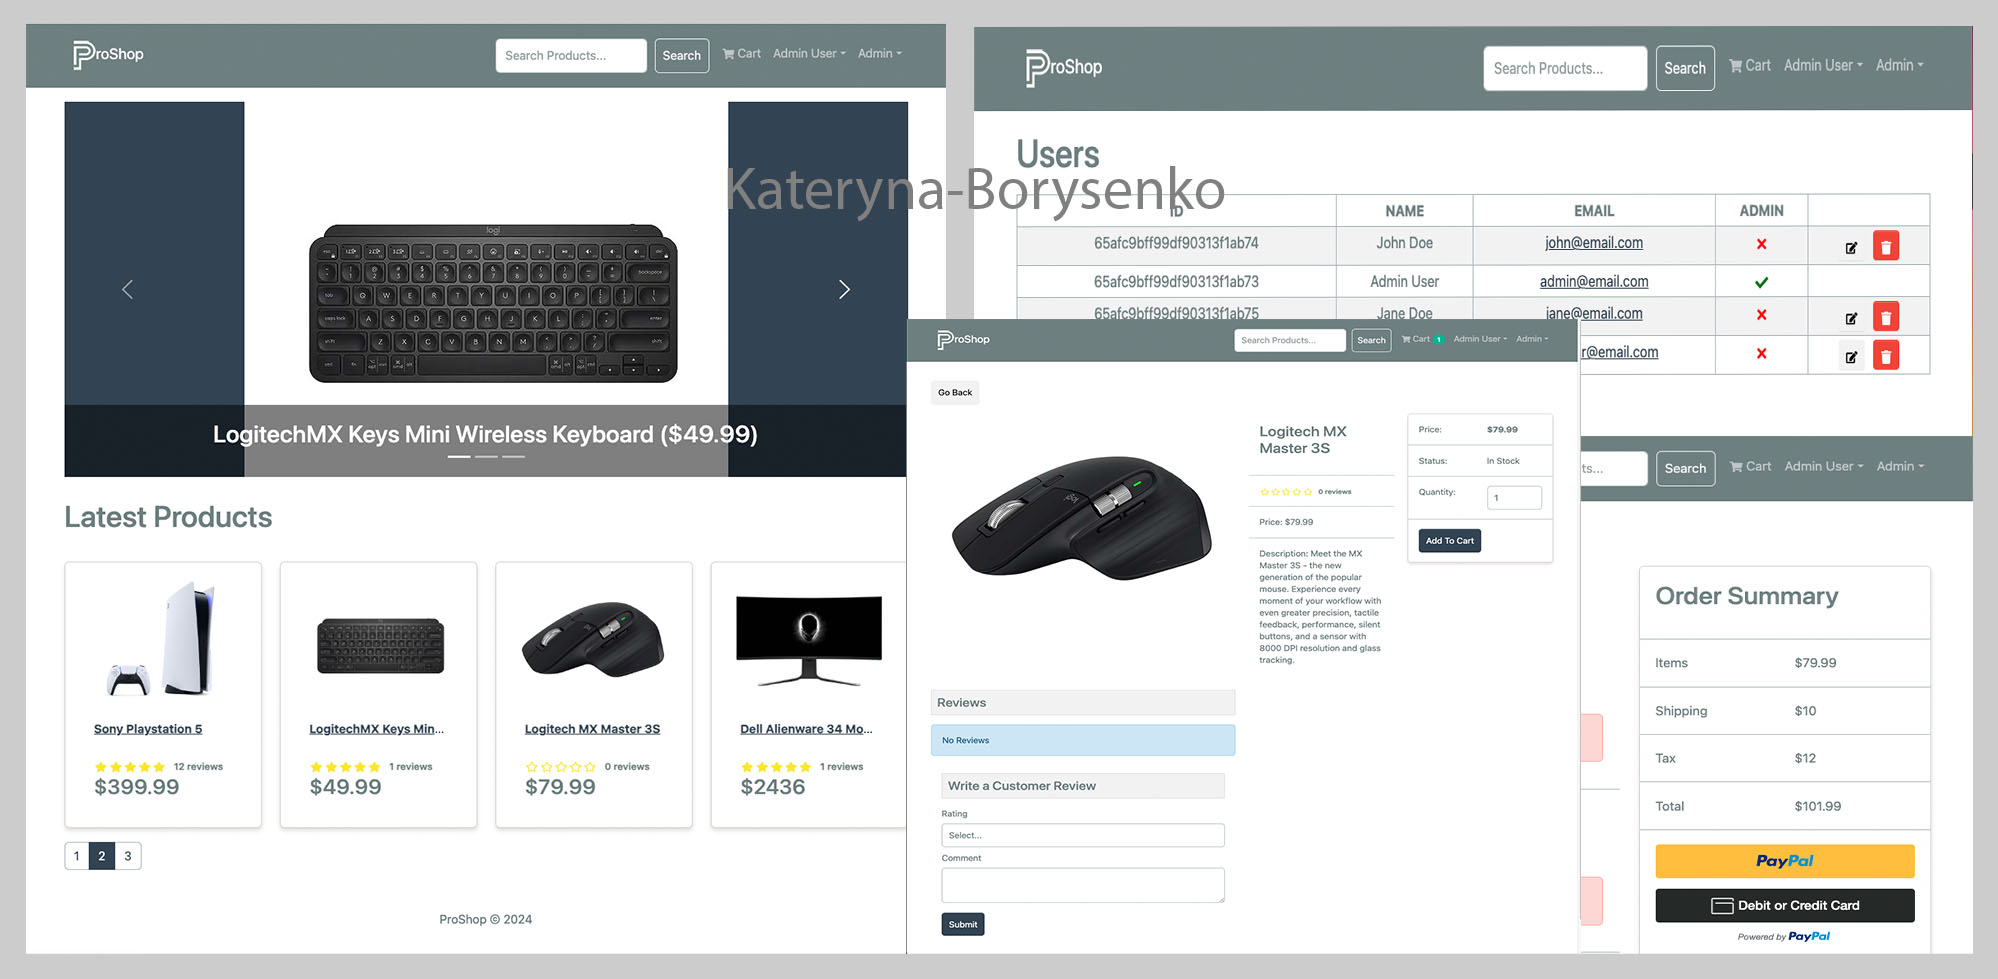 ProShop
Search Products...
Search
Cart
Admin User
Admin
logi
LogitechMX Keys Mini Wireless Keyboard ($49.99)
Latest Products
Sony Playstation 5
12 reviews
$399.99
LogitechMX Keys Min...
1 reviews
$49.99
Logitech MX Master 3S
0 reviews
$79.99
Dell Alienware 34 Mo...
1 reviews
$2436
1 2 3
ProShop © 2024
Kateryna-Borysenko
ProShop
Search Products...
Search
Cart
Admin User
Admin
Users
ID NAME EMAIL ADMIN
65afc9bff99df90313f1ab74 John Doe john@email.com
65afc9bff99df90313f1ab73 Admin User admin@email.com
65afc9bff99df90313f1ab75 Jane Doe jane@email.com
r@email.com
ProShop
Search Products...
Search
Cart 1
Admin User
Admin
Go Back
Logitech MX
Master 3S
0 reviews
Price: $79.99
Description: Meet the MX
Master 3S - the new
generation of the popular
mouse. Experience every
moment of your workflow with
even greater precision, tactile
feedback, performance, silent
buttons, and a sensor with
8000 DPI resolution and glass
tracking.
Price: $79.99
Status: In Stock
Quantity: 1
Add To Cart
Reviews
No Reviews
Write a Customer Review
Rating
Select...
Comment
Submit
ts...
Search
Cart
Admin User
Admin
Order Summary
Items $79.99
Shipping $10
Tax $12
Total $101.99
PayPal
Debit or Credit Card
Powered by PayPal